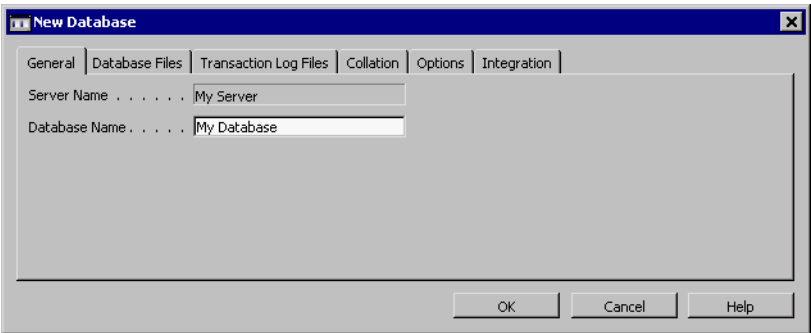 New Database
General Database Files Transaction Log Files Collation Options Integration
Server Name . . . . . . My Server
Database Name . . . . . My Database
OK Cancel Help